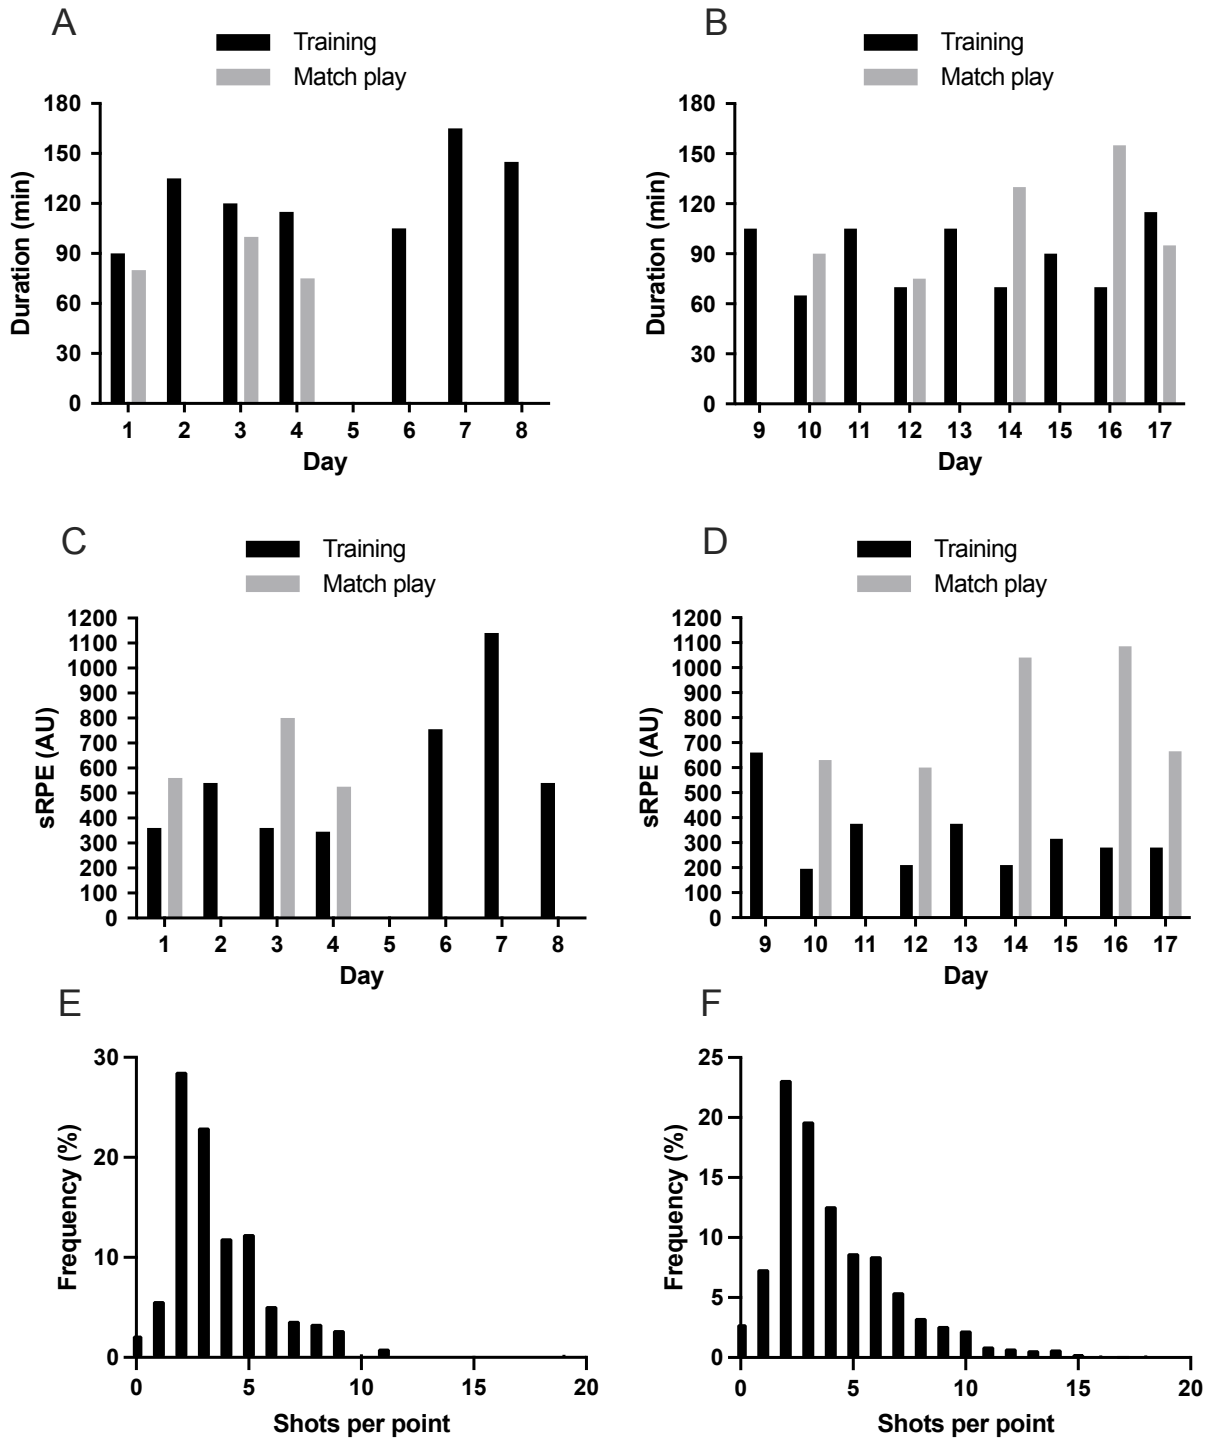 A
Training
Match play
180
150
120
90
60
30
0
Duration (min)
1 2 3 4 5 6 7 8
Day
B
Training
Match play
180
150
120
90
60
30
0
Duration (min)
9 10 11 12 13 14 15 16 17
Day
C
Training
Match play
1200
1100
1000
900
800
700
600
500
400
300
200
100
0
sRPE (AU)
1 2 3 4 5 6 7 8
Day
D
Training
Match play
1200
1100
1000
900
800
700
600
500
400
300
200
100
0
sRPE (AU)
9 10 11 12 13 14 15 16 17
Day
E
30
20
10
0
Frequency (%)
0 5 10 15 20
Shots per point
F
25
20
15
10
5
0
Frequency (%)
0 5 10 15 20
Shots per point